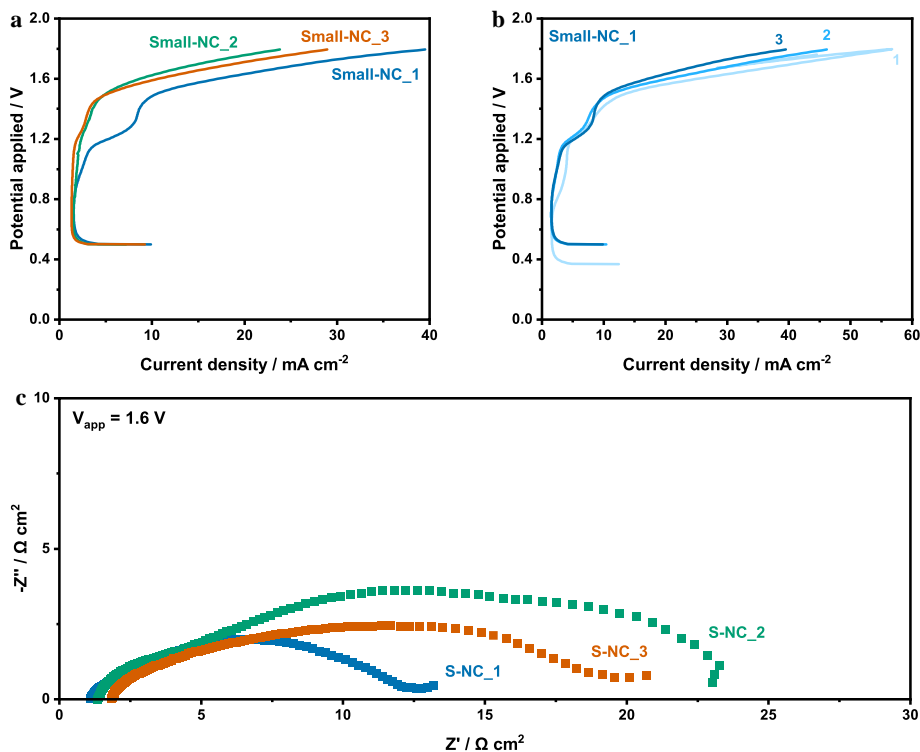 a
Small-NC_2
Small-NC_3
Small-NC_1
Potential applied / V
2.0
1.6
1.2
0.8
0.4
0.0
0
10
20
30
40
Current density / mA cm-2
b
Small-NC_1
3
2
1
Potential applied / V
2.0
1.6
1.2
0.8
0.4
0.0
0
10
20
30
40
50
60
Current density / mA cm-2
c
Vapp = 1.6 V
-Z'' / Ω cm2
10
5
0
S-NC_2
S-NC_3
S-NC_1
0
5
10
15
20
25
30
Z' / Ω cm2